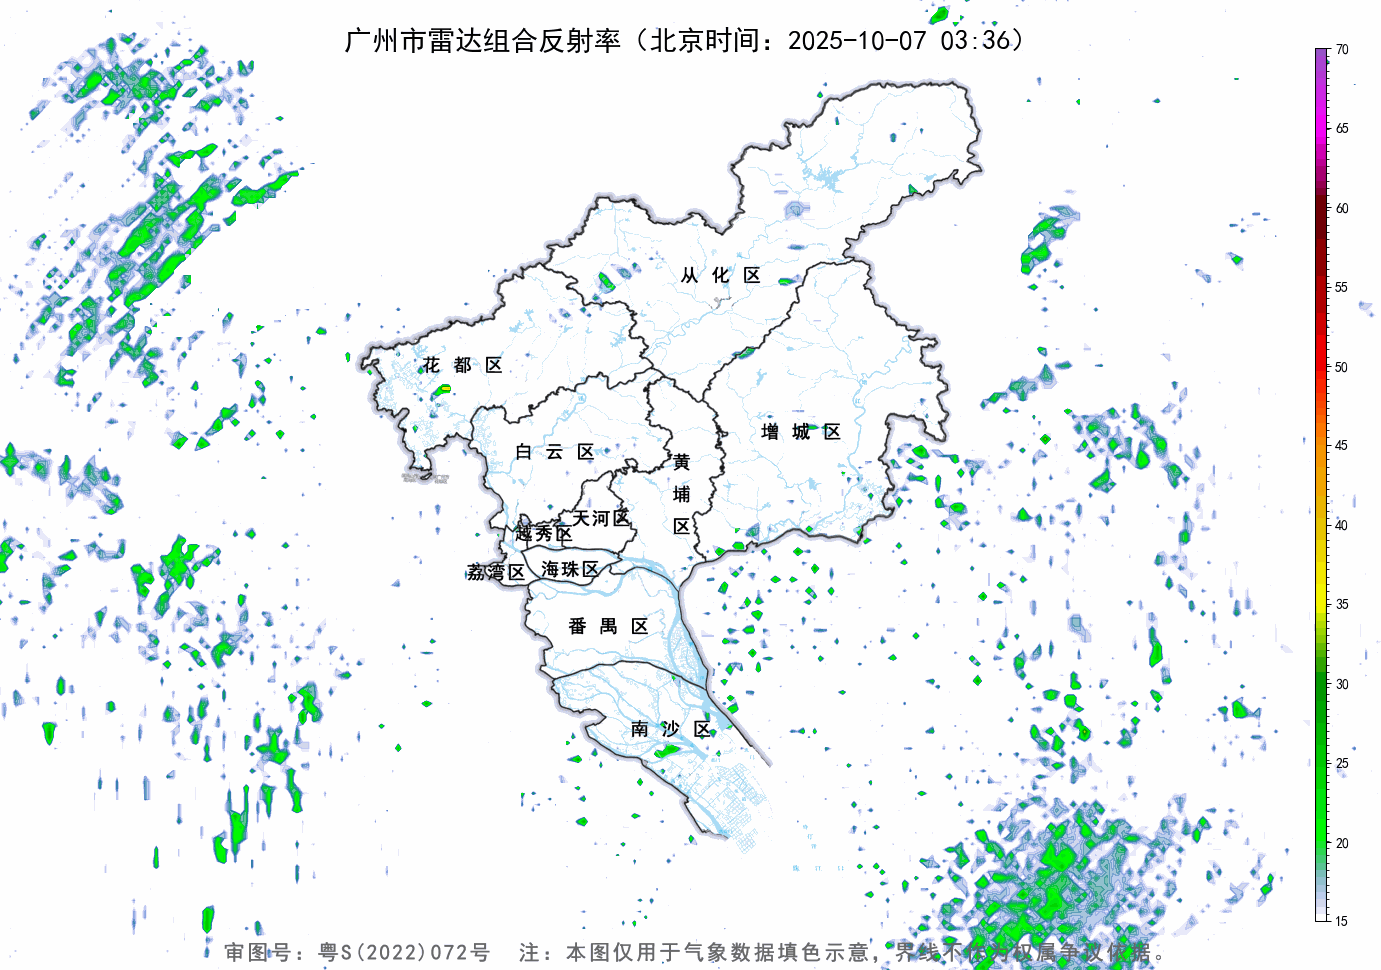 广州市雷达组合反射率（北京时间：2025-10-07 03:36）
70
65
60
55
50
45
40
35
30
25
20
15
从化区
花都区
增城区
白云区
黄埔区
天河区
越秀区
荔湾区
海珠区
番禺区
南沙区
审图号：粤S(2022)072号 注：本图仅用于气象数据填色示意，界线不作为权属争议依据。